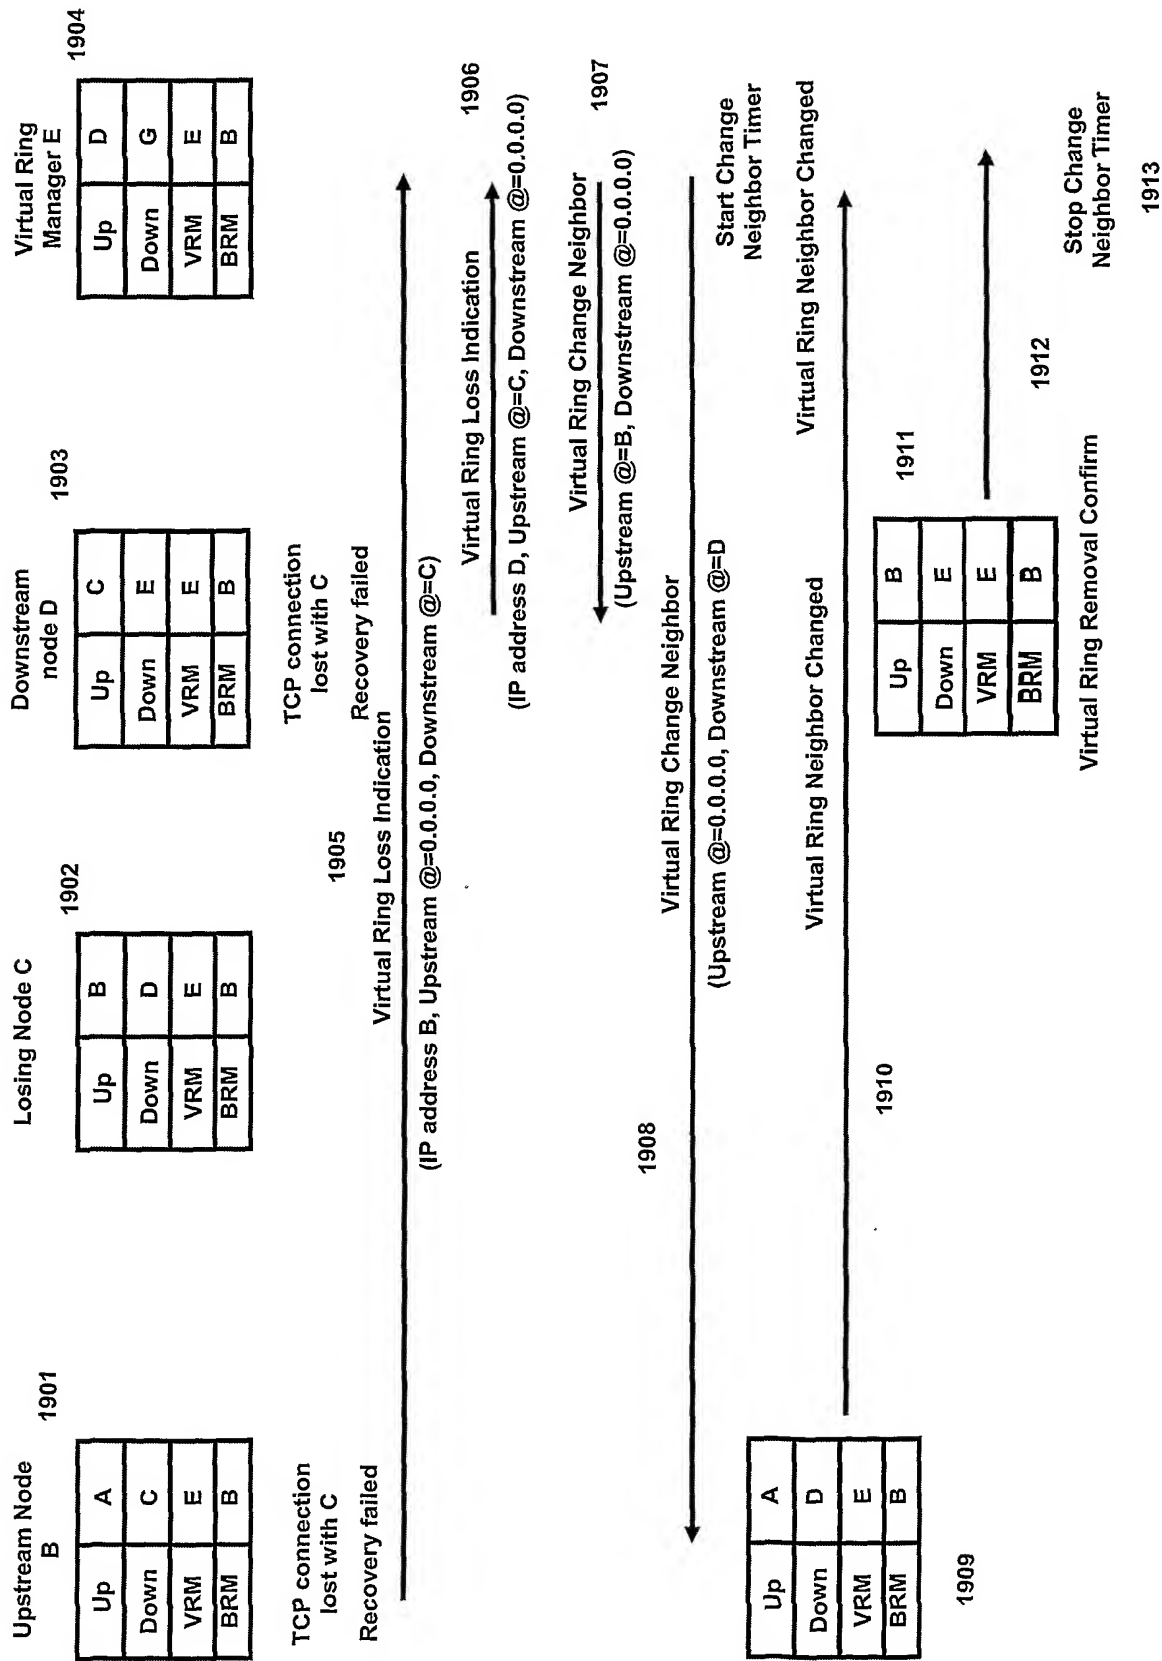 Upstream Node
B
1901
Up A
Down C
VRM E
BRM B
Losing Node C
1902
Up B
Down D
VRM E
BRM B
Downstream
node D
1903
Up C
Down E
VRM E
BRM B
Virtual Ring
Manager E
1904
Up D
Down G
VRM E
BRM B
TCP connection
lost with C
Recovery failed
TCP connection
lost with C
Recovery failed
1905
Virtual Ring Loss Indication
(IP address B, Upstream @=0.0.0.0, Downstream @=C)
Virtual Ring Loss Indication
1906
(IP address D, Upstream @=C, Downstream @=0.0.0.0)
Virtual Ring Change Neighbor
1907
(Upstream @=B, Downstream @=0.0.0.0)
1908
Virtual Ring Change Neighbor
(Upstream @=0.0.0.0, Downstream @=D
Start Change
Neighbor Timer
Up A
Down D
VRM E
BRM B
1909
Virtual Ring Neighbor Changed
Virtual Ring Neighbor Changed
1910
Up B
Down E
VRM E
BRM B
1911
Virtual Ring Removal Confirm
1912
Stop Change
Neighbor Timer
1913